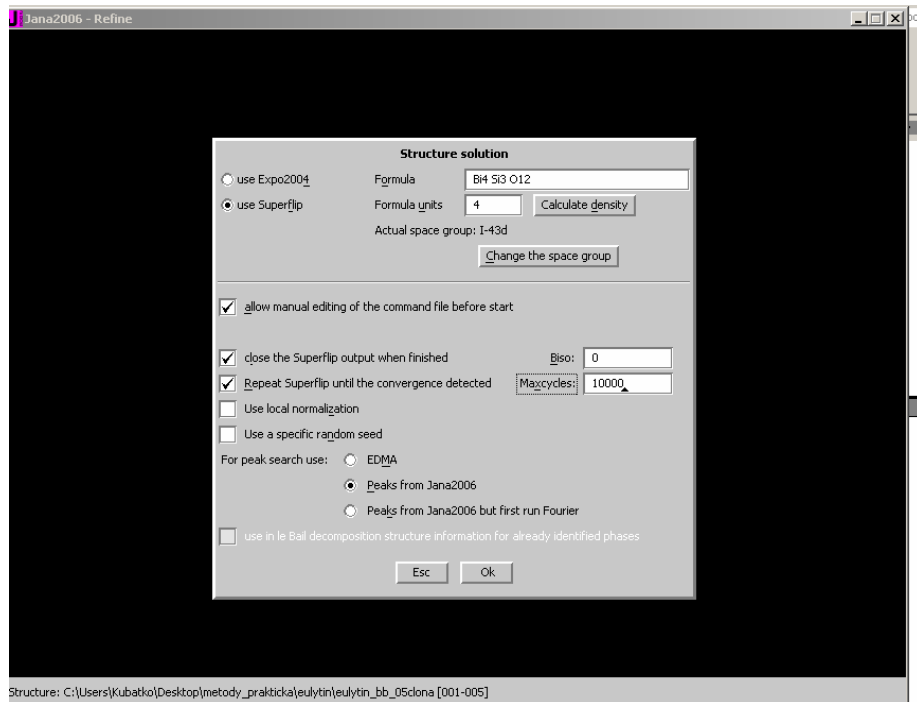 Jana2006 - Refine
Structure solution
use Expo2004 Formula Bi4 Si3 O12
use Superflip Formula units 4 Calculate density
Actual space group: I-43d
Change the space group
allow manual editing of the command file before start
close the Superflip output when finished Biso: 0
Repeat Superflip until the convergence detected Maxcycles: 10000
Use local normalization
Use a specific random seed
For peak search use: EDMA
Peaks from Jana2006
Peaks from Jana2006 but first run Fourier
use in le Bail decomposition structure information for already identified phases
Esc Ok
Structure: C:\Users\Kubatko\Desktop\metody_prakticka\eulytin\eulytin_bb_05clona [001-005]